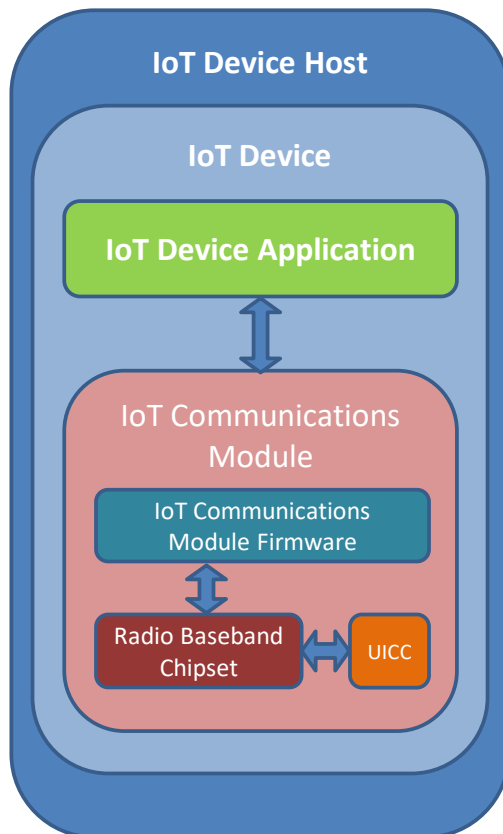 IoT Device Host
IoT Device
IoT Device Application
IoT Communications
Module
IoT Communications
Module Firmware
Radio Baseband
Chipset
UICC